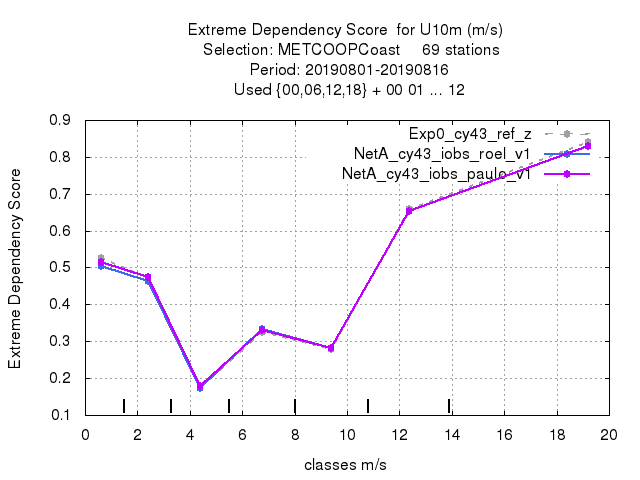 Extreme Dependency Score  for U10m (m/s)
Selection: METCOOPCoast     69 stations
Period: 20190801-20190816
Used {00,06,12,18} + 00 01 ... 12
Exp0_cy43_ref_z
NetA_cy43_iobs_roel_v1
NetA_cy43_iobs_paulo_v1
Extreme Dependency Score
0.9
0.8
0.7
0.6
0.5
0.4
0.3
0.2
0.1
0 2 4 6 8 10 12 14 16 18 20
classes m/s